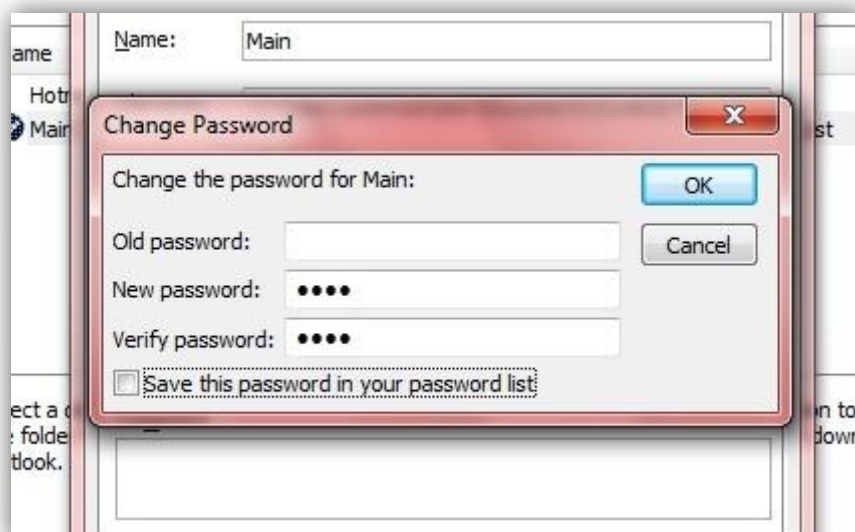 Name: Main
ame
Hotr
Main
st
Change Password
X
Change the password for Main:
OK
Old password:
Cancel
New password: ••••
Verify password: ••••
Save this password in your password list
ect a
on to
folde
down
tlook.